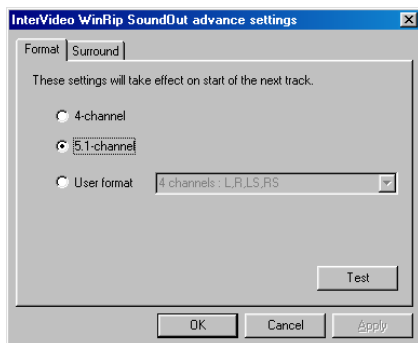 InterVideo WinRip SoundOut advance settings
Format Surround
These settings will take effect on start of the next track.
4-channel
5.1-channel
User format 4 channels : L,R,LS,RS
Test
OK Cancel Apply